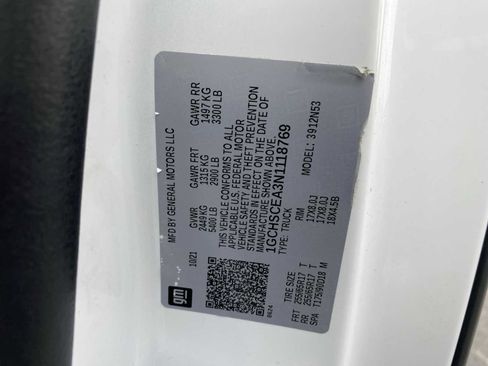 MFD BY GENERAL MOTORS LLC
10/21
GVWR
2449 KG
5400 LB
GAWR FRT
1315 KG
2900 LB
GAWR RR
1497 KG
3300 LB
THIS VEHICLE CONFORMS TO ALL
APPLICABLE U.S. FEDERAL MOTOR
VEHICLE SAFETY AND THEFT PREVENTION
STANDARDS IN EFFECT ON THE DATE OF
MANUFACTURE SHOWN ABOVE.
1GCHSCEA3N1118769
TYPE: TRUCK
MODEL: 3912N53
gm
8624
TIRE SIZE RIM
FRT 255/65R17 T 17X8.0J
RR 255/65R17 T 17X8.0J
SPA T175/90D18 M 18X4.5B